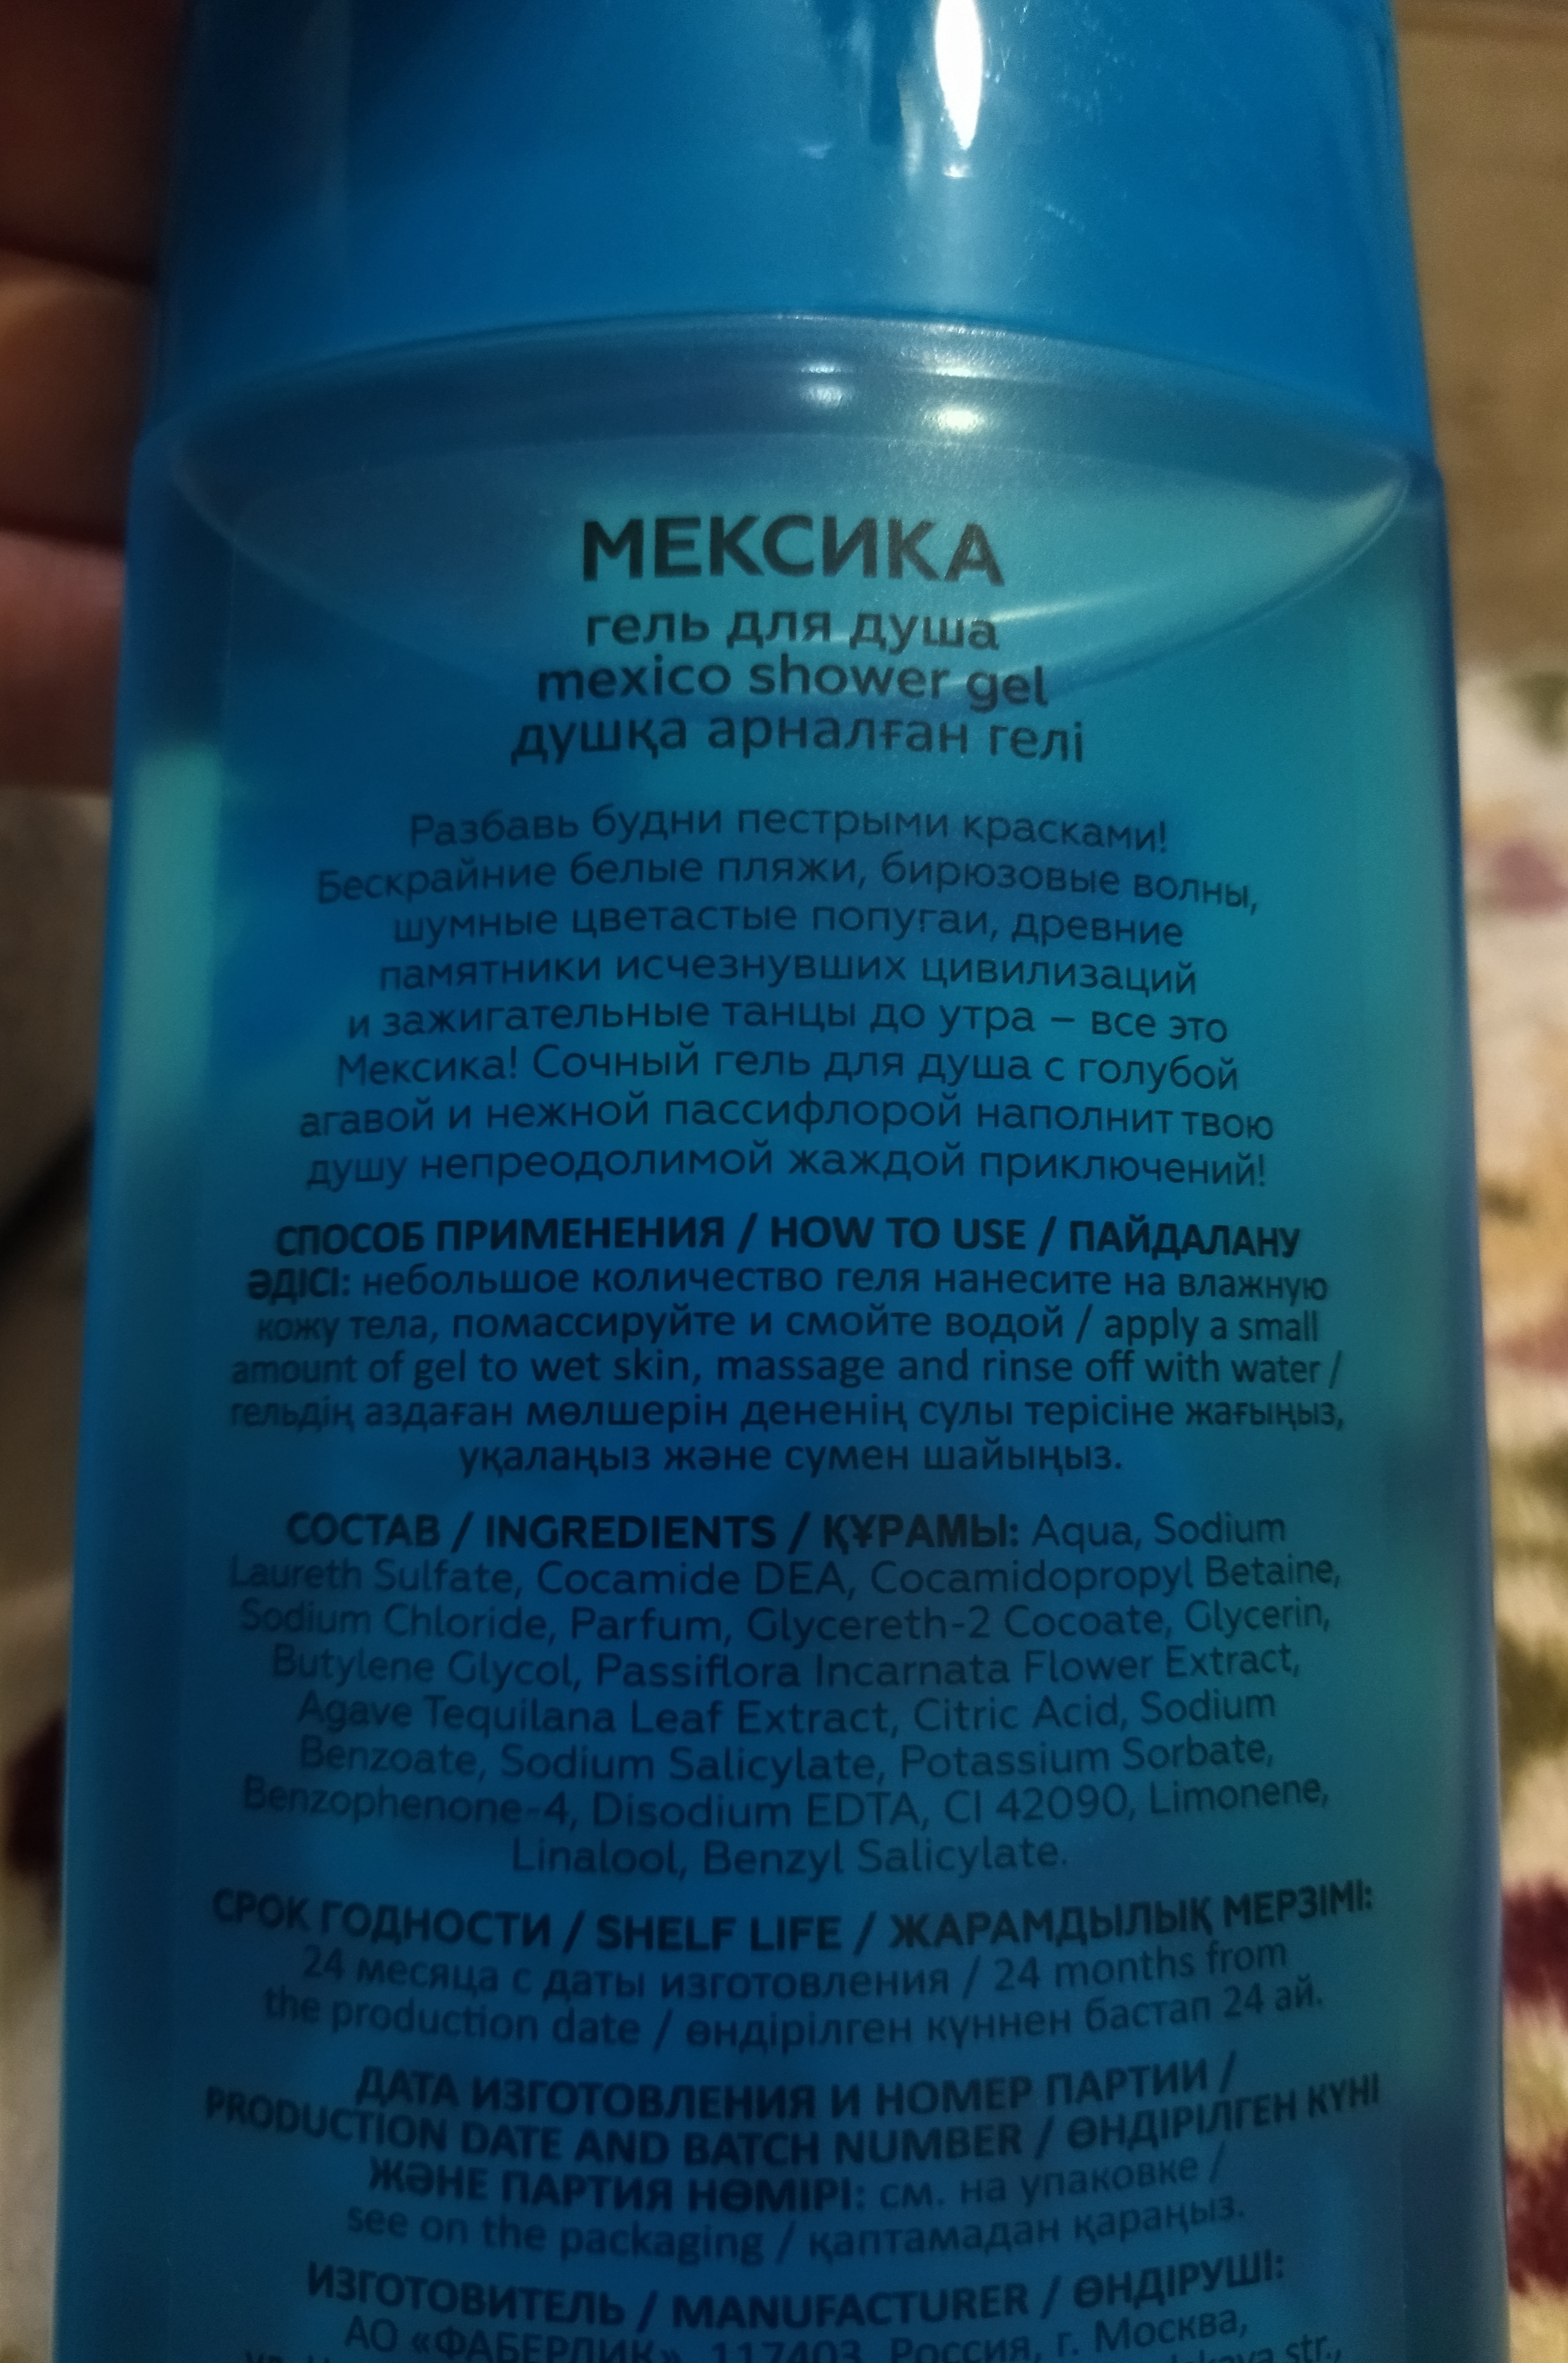 МЕКСИКА
гель для душа
mexico shower gel
душқа арналған гелі
Разбавь будни пестрыми красками!
Бескрайние белые пляжи, бирюзовые волны,
шумные цветастые попугаи, древние
памятники исчезнувших цивилизаций
и зажигательные танцы до утра – все это
Мексика! Сочный гель для душа с голубой
агавой и нежной пассифлорой наполнит твою
душу непреодолимой жаждой приключений!
СПОСОБ ПРИМЕНЕНИЯ / HOW TO USE / ПАЙДАЛАНУ
ӘДІСІ: небольшое количество геля нанесите на влажную
кожу тела, помассируйте и смойте водой / apply a small
amount of gel to wet skin, massage and rinse off with water /
гельдің аздаған мөлшерін дененің сулы терісіне жағыңыз,
уқалаңыз және сумен шайыңыз.
СОСТАВ / INGREDIENTS / ҚҰРАМЫ: Aqua, Sodium
Laureth Sulfate, Cocamide DEA, Cocamidopropyl Betaine,
Sodium Chloride, Parfum, Glycereth-2 Cocoate, Glycerin,
Butylene Glycol, Passiflora Incarnata Flower Extract,
Agave Tequilana Leaf Extract, Citric Acid, Sodium
Benzoate, Sodium Salicylate, Potassium Sorbate,
Benzophenone-4, Disodium EDTA, CI 42090, Limonene,
Linalool, Benzyl Salicylate.
СРОК ГОДНОСТИ / SHELF LIFE / ЖАРАМДЫЛЫҚ МЕРЗІМІ:
24 месяца с даты изготовления / 24 months from
the production date / өндірілген күннен бастап 24 ай.
ДАТА ИЗГОТОВЛЕНИЯ И НОМЕР ПАРТИИ /
PRODUCTION DATE AND BATCH NUMBER / ӨНДІРІЛГЕН КҮНІ
ЖӘНЕ ПАРТИЯ НӨМІРІ: см. на упаковке /
see on the packaging / қаптамадан қараңыз.
ИЗГОТОВИТЕЛЬ / MANUFACTURER / ӨНДІРУШІ:
АО «ФАБЕРЛИК», 117403, Россия, г. Москва,
str.,